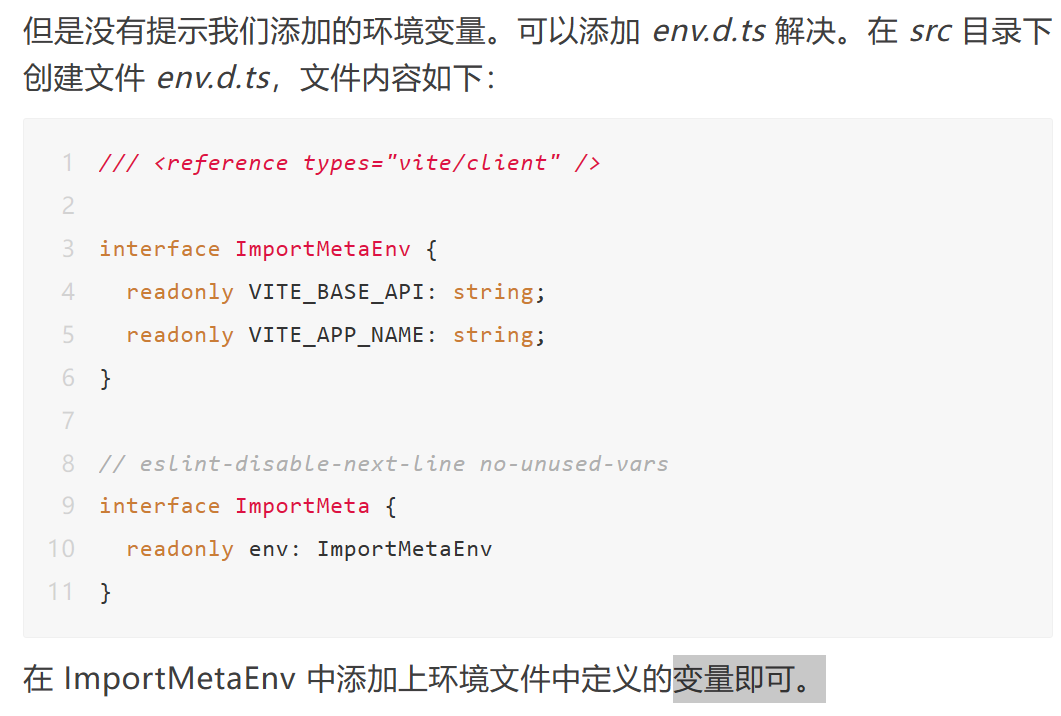 但是没有提示我们添加的环境变量。可以添加 env.d.ts 解决。在 src 目录下
创建文件 env.d.ts，文件内容如下：
1 /// <reference types="vite/client" />
2
3 interface ImportMetaEnv {
4   readonly VITE_BASE_API: string;
5   readonly VITE_APP_NAME: string;
6 }
7
8 // eslint-disable-next-line no-unused-vars
9 interface ImportMeta {
10   readonly env: ImportMetaEnv
11 }
在 ImportMetaEnv 中添加上环境文件中定义的变量即可。